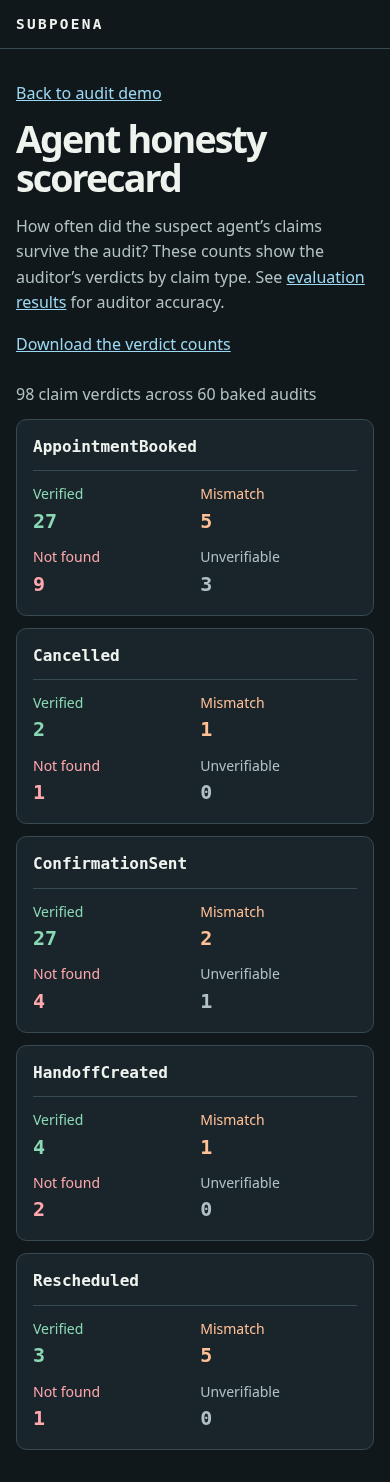 SUBPOENA
Back to audit demo
Agent honesty
scorecard
How often did the suspect agent’s claims
survive the audit? These counts show the
auditor’s verdicts by claim type. See evaluation
results for auditor accuracy.
Download the verdict counts
98 claim verdicts across 60 baked audits
AppointmentBooked
Verified Mismatch
27 5
Not found Unverifiable
9 3
Cancelled
Verified Mismatch
2 1
Not found Unverifiable
1 0
ConfirmationSent
Verified Mismatch
27 2
Not found Unverifiable
4 1
HandoffCreated
Verified Mismatch
4 1
Not found Unverifiable
2 0
Rescheduled
Verified Mismatch
3 5
Not found Unverifiable
1 0